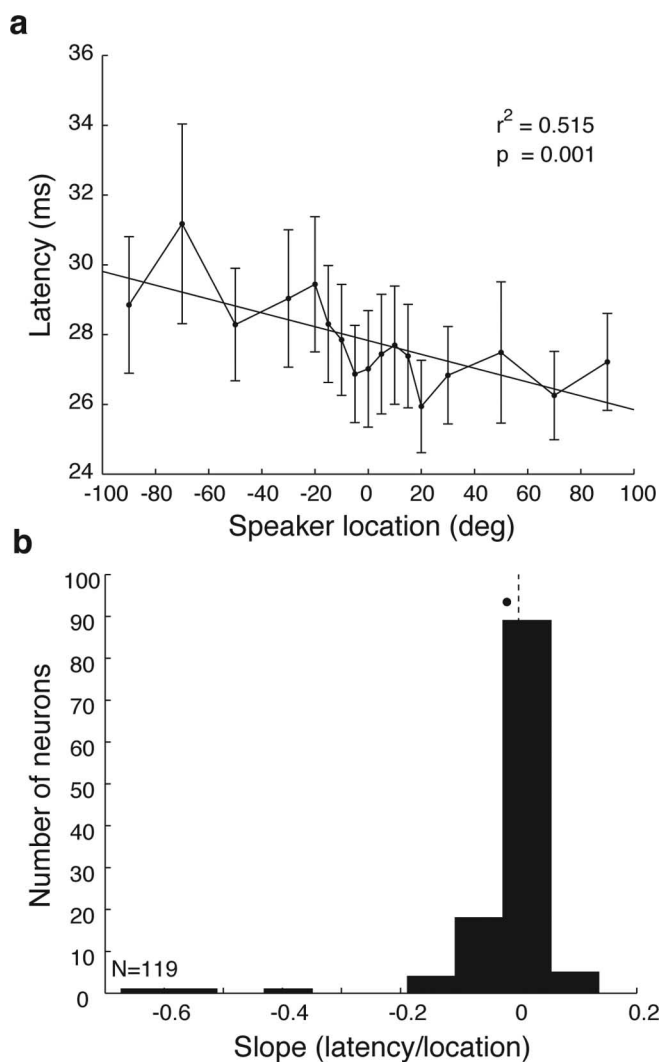 a
36
34
32
30
28
26
24
Latency (ms)
r² = 0.515
p = 0.001
-100 -80 -60 -40 -20 0 20 40 60 80 100
Speaker location (deg)
b
100
90
80
70
60
50
40
30
20
10
0
Number of neurons
N=119
-0.6 -0.4 -0.2 0 0.2
Slope (latency/location)